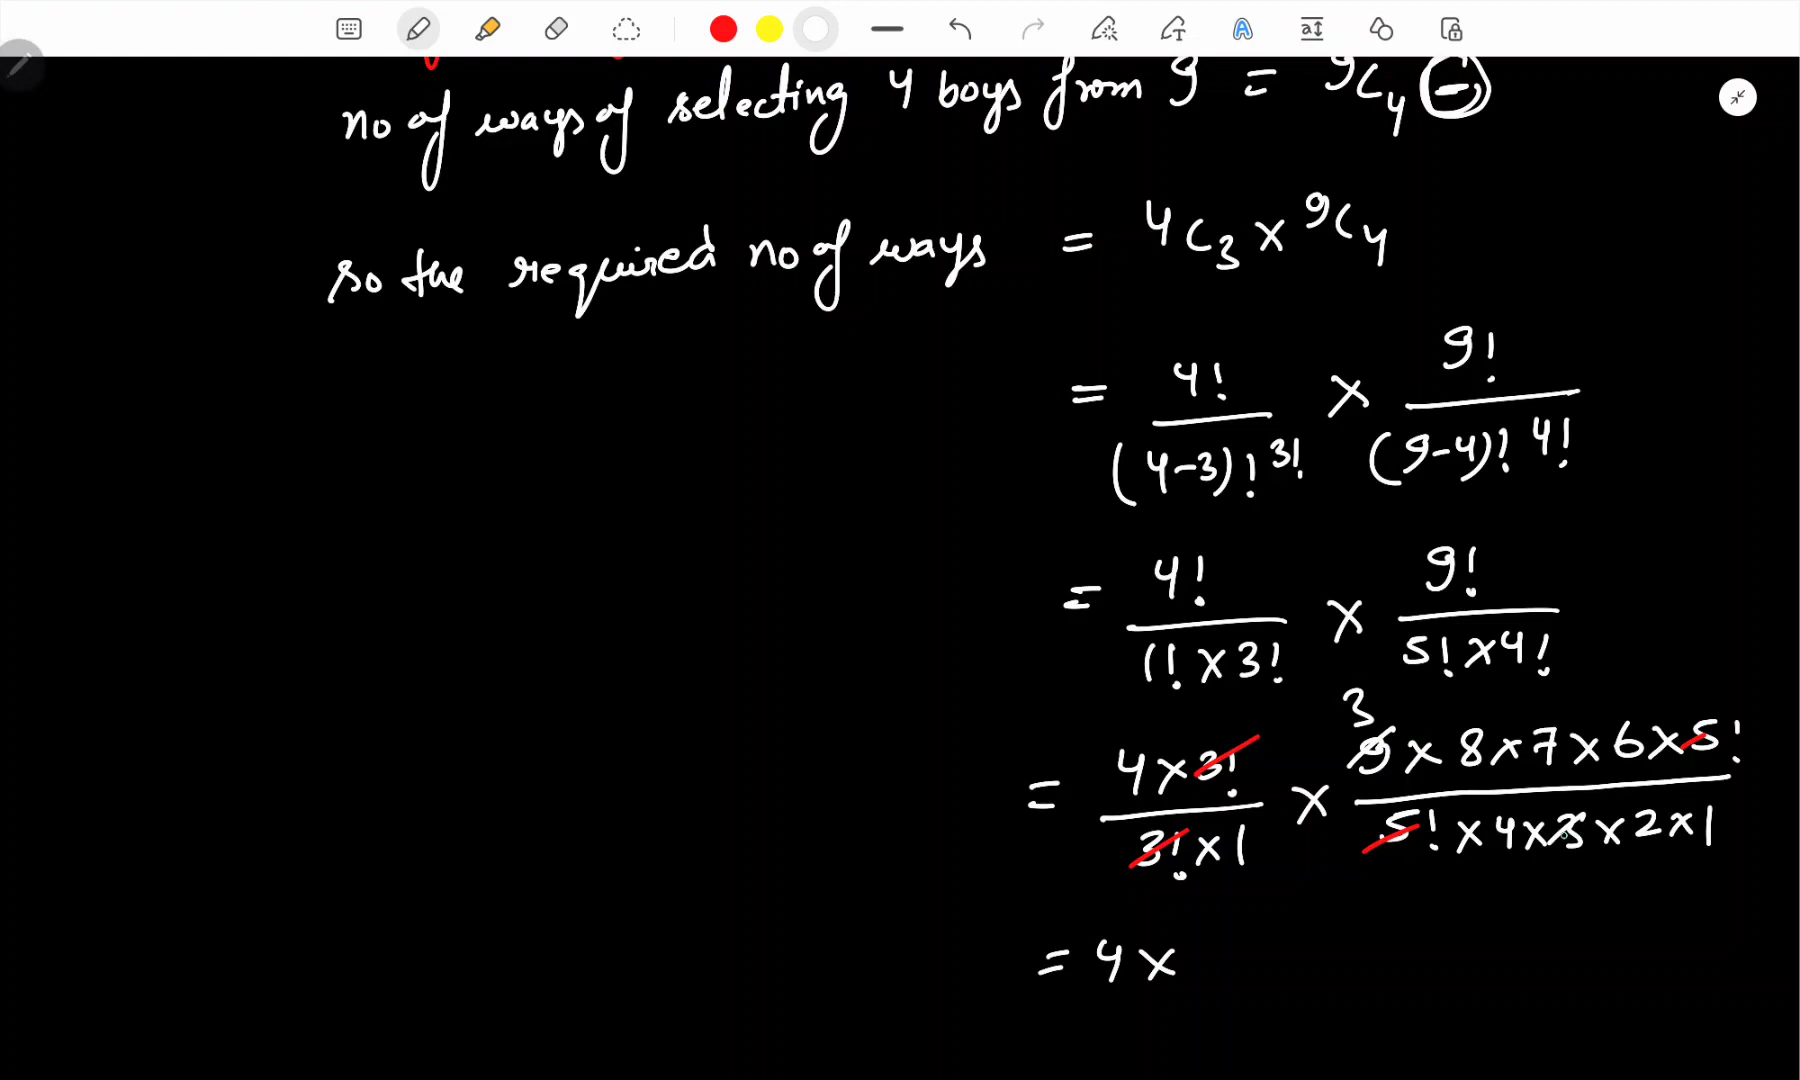 no of ways of selecting 4 boys from 9 = ⁹C₄ (-)
so the required no of ways = ⁴C₃ × ⁹C₄
= 4!/((4-3)! 3!) × 9!/((9-4)! 4!)
= 4!/(1! × 3!) × 9!/(5! × 4!)
3
= (4 × 3!)/(3! × 1) × (9 × 8 × 7 × 6 × 5!)/(5! × 4 × 3 × 2 × 1)
= 4 ×